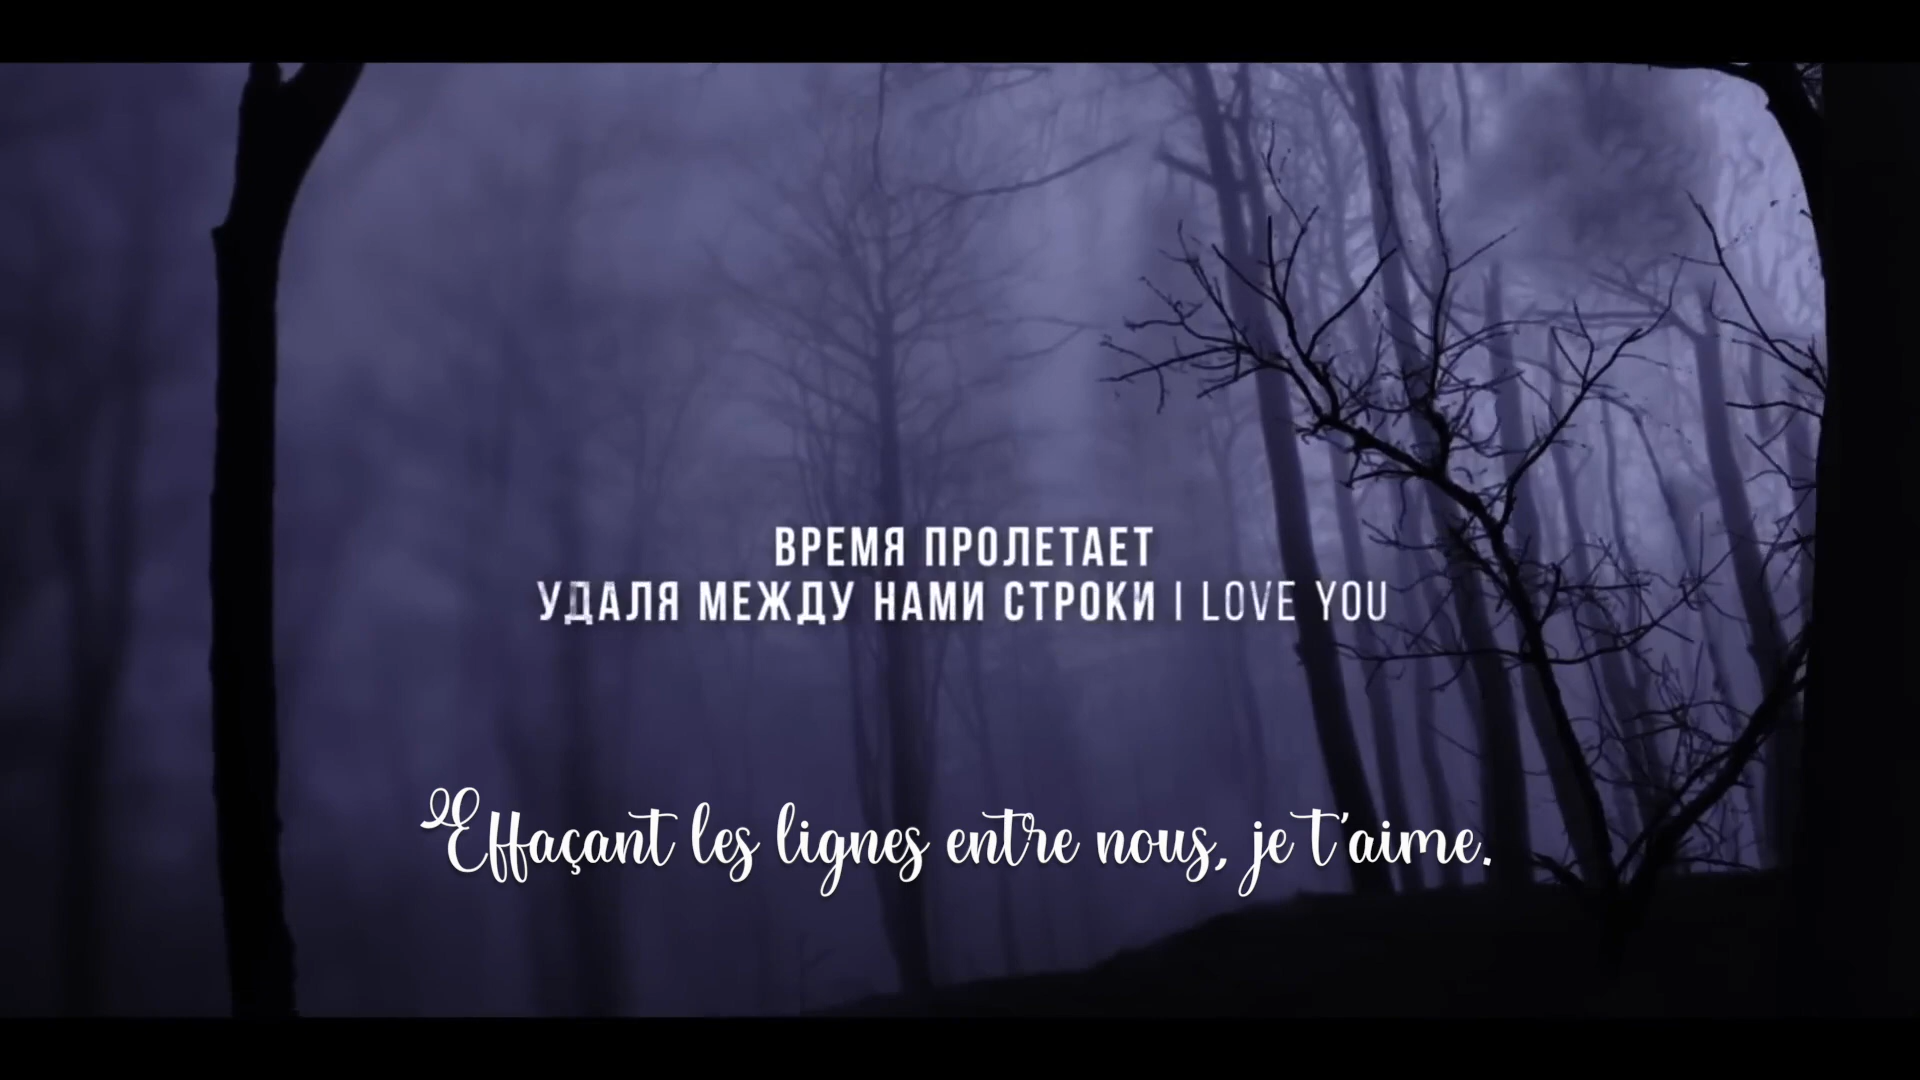 ВРЕМЯ ПРОЛЕТАЕТ
УДАЛЯ МЕЖДУ НАМИ СТРОКИ I LOVE YOU
Effaçant les lignes entre nous, je t'aime.